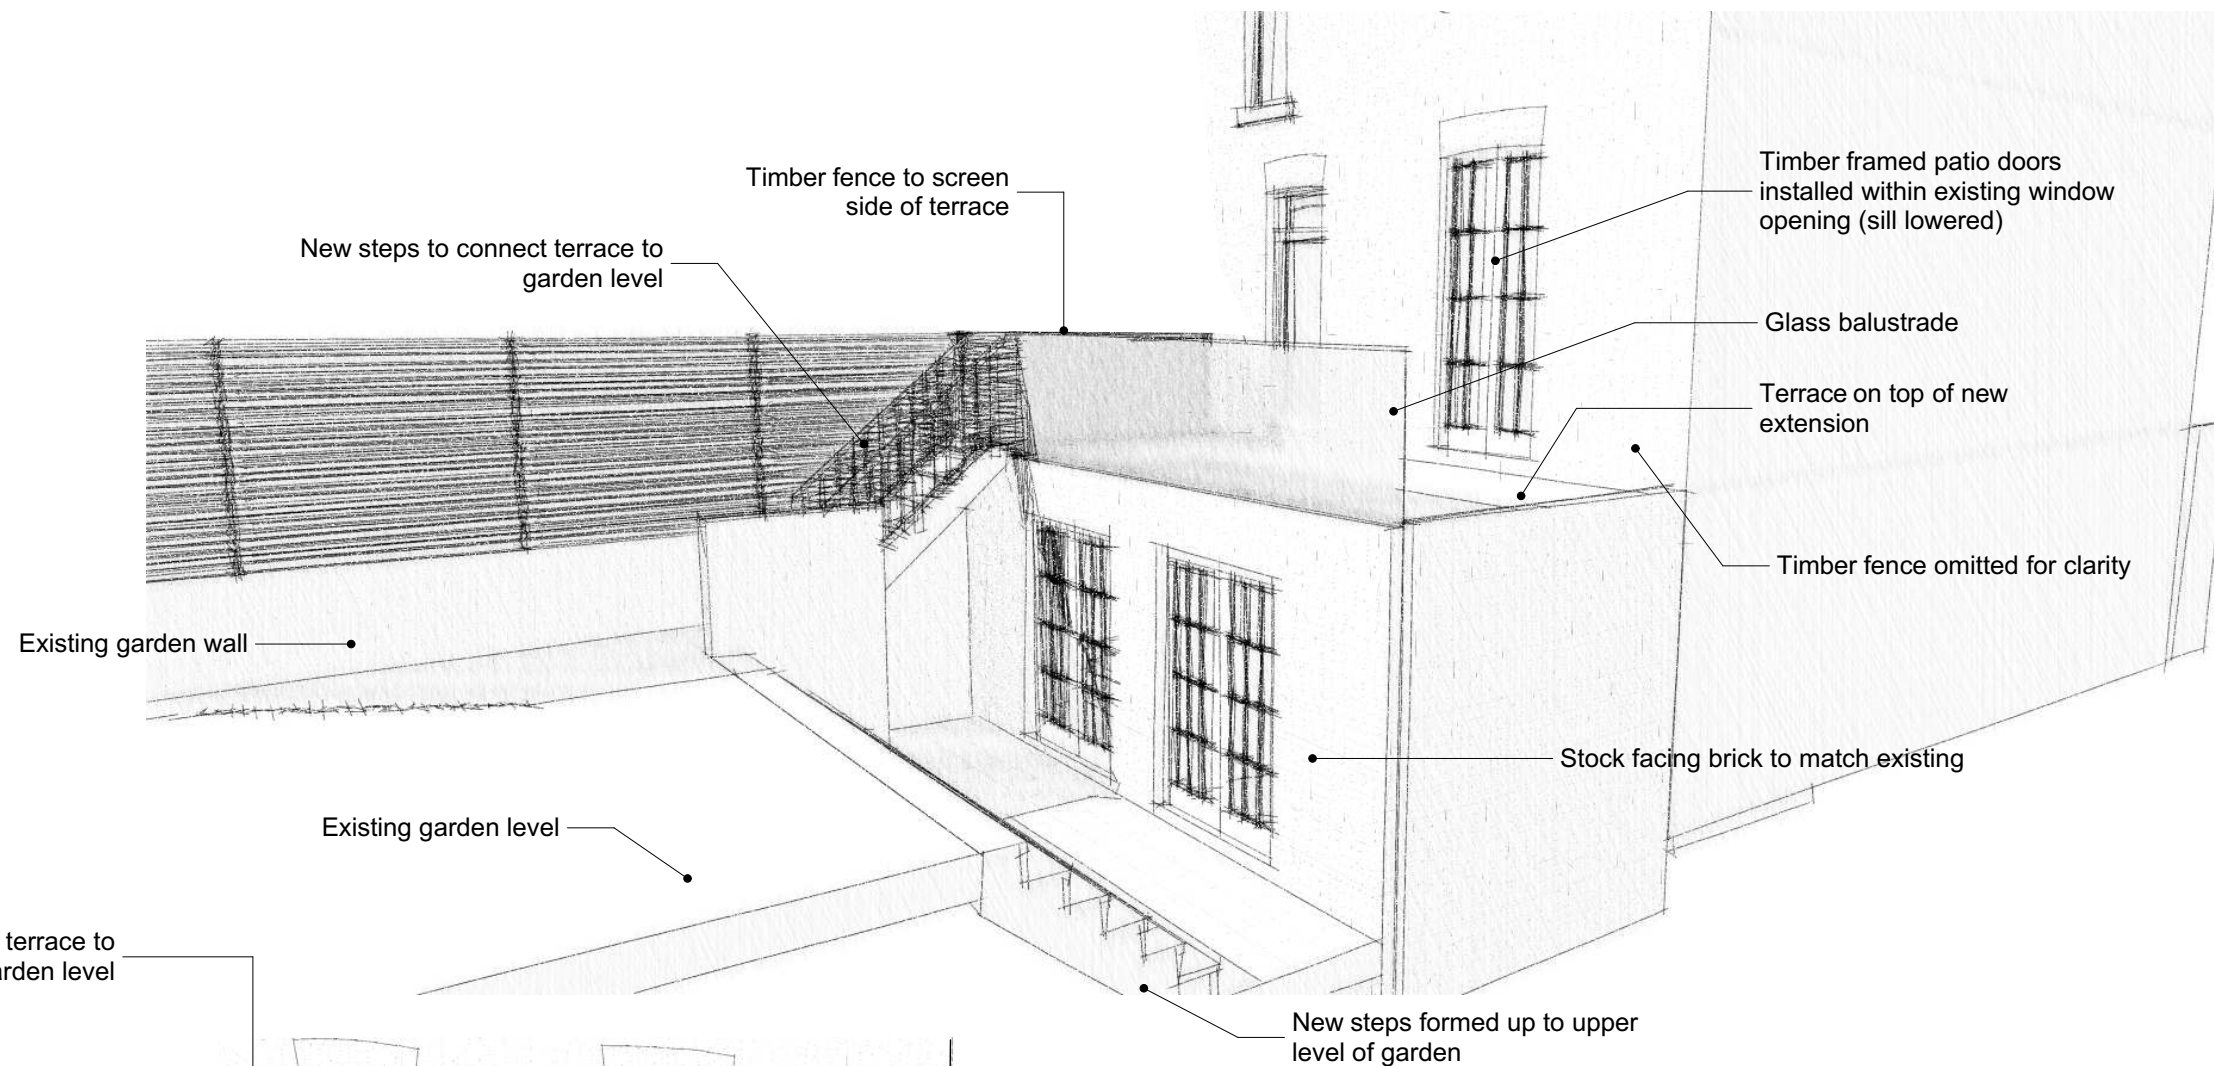 Timber fence to screen
side of terrace
New steps to connect terrace to
garden level
Timber framed patio doors
installed within existing window
opening (sill lowered)
Glass balustrade
Terrace on top of new
extension
Timber fence omitted for clarity
Existing garden wall
Stock facing brick to match existing
Existing garden level
terrace to
level
New steps formed up to upper
level of garden